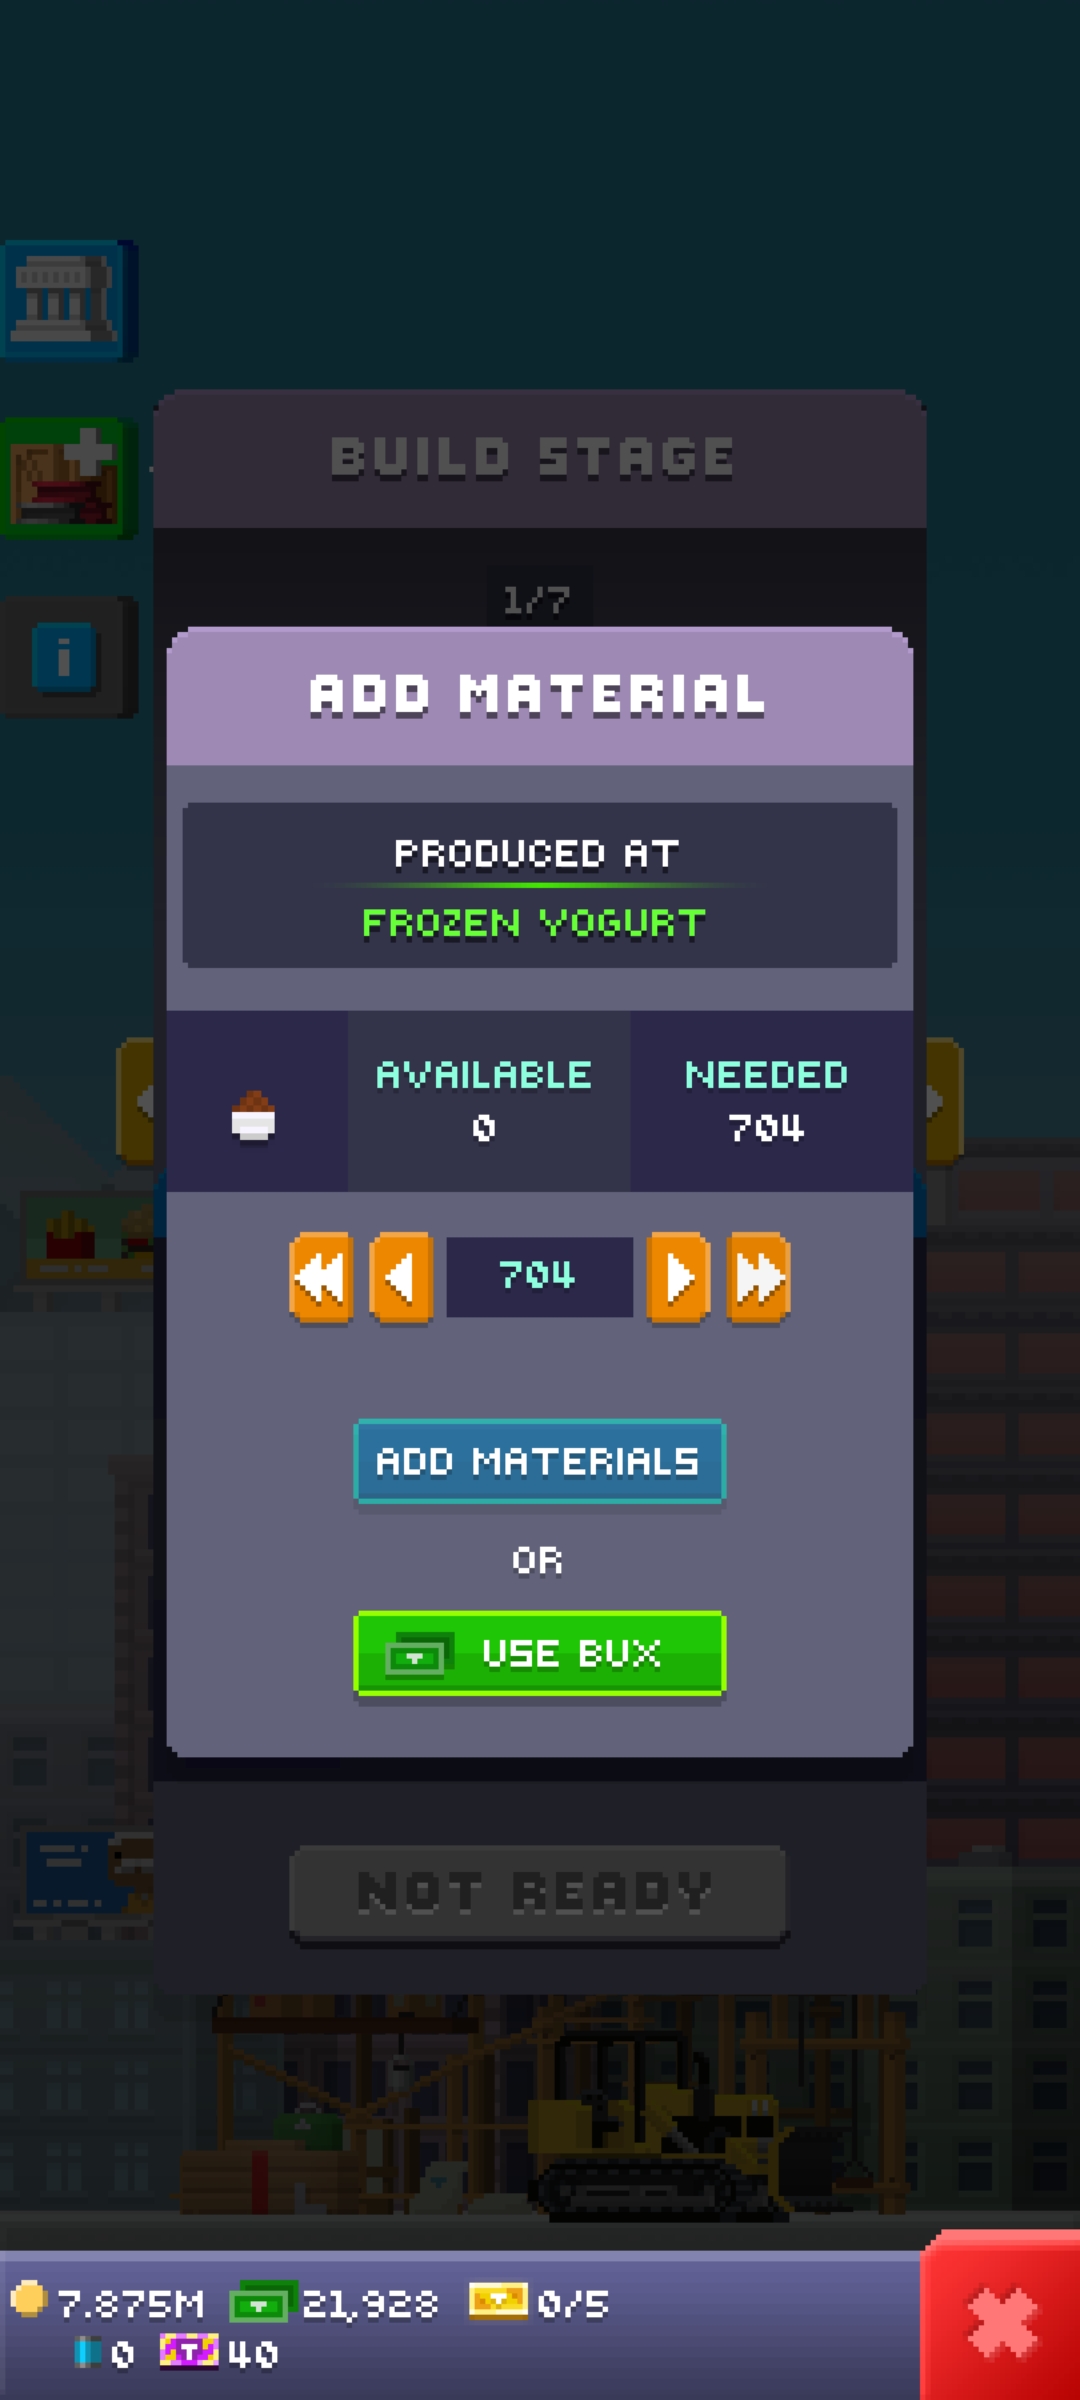 BUILD STAGE
1/7
ADD MATERIAL
PRODUCED AT
FROZEN YOGURT
AVAILABLE NEEDED
0 704
704
ADD MATERIALS
OR
USE BUX
NOT READY
7.875M 21,928 0/5
0 40